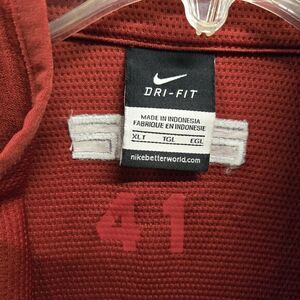 DRI-FIT
MADE IN INDONESIA
FABRIQUÉ EN INDONESIE
XLT TGL EGL
nikebetterworld.com
41